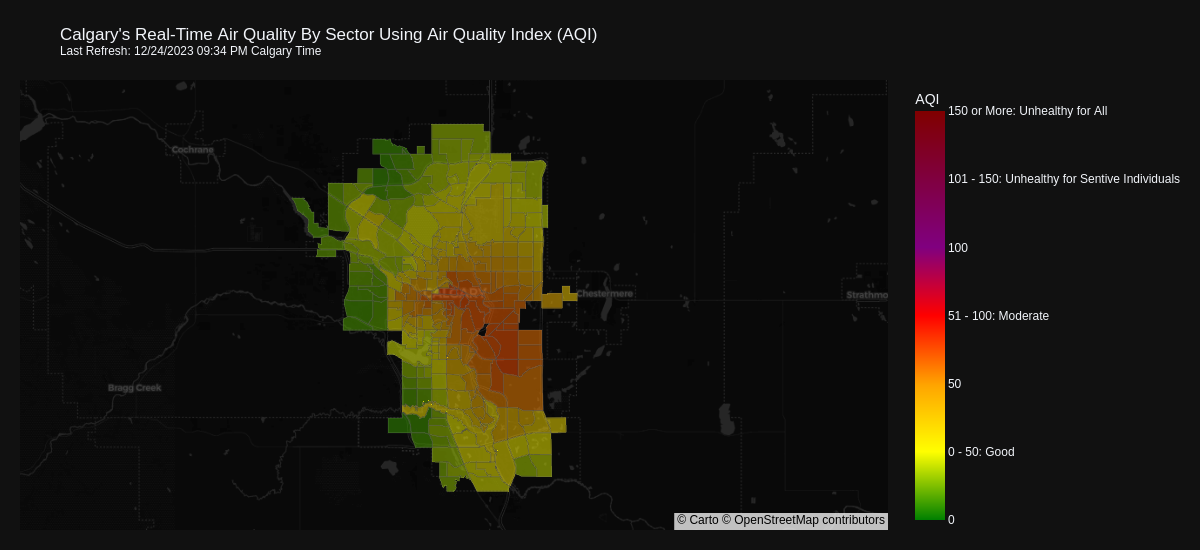 Calgary's Real-Time Air Quality By Sector Using Air Quality Index (AQI)
Last Refresh: 12/24/2023 09:34 PM Calgary Time
AQI
150 or More: Unhealthy for All
Cochrane
101 - 150: Unhealthy for Sentive Individuals
100
CALGARY
Chestermere
Strathmo
51 - 100: Moderate
50
Bragg Creek
0 - 50: Good
0
© Carto © OpenStreetMap contributors